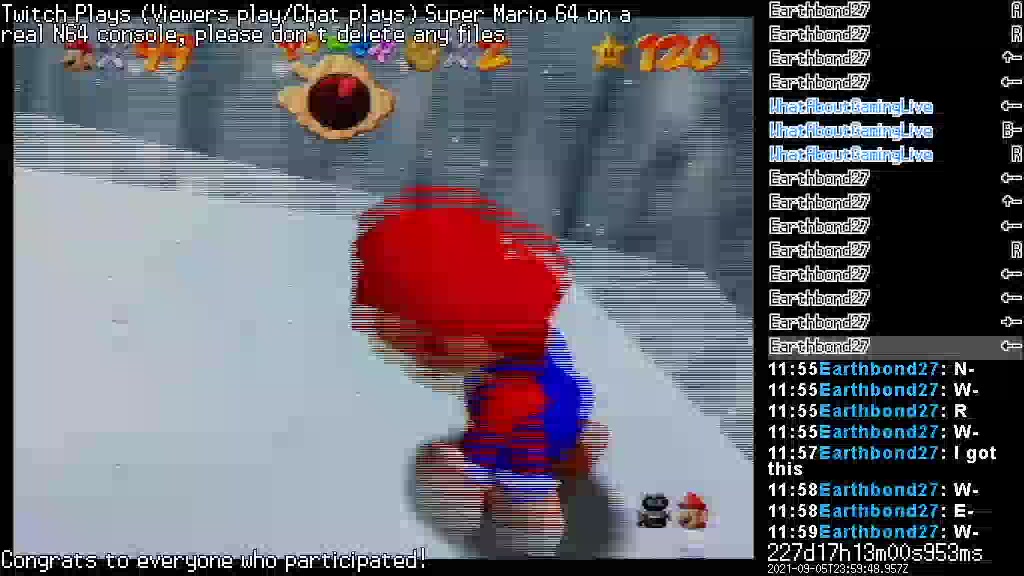 Twitch Plays (Viewers play/Chat plays) Super Mario 64 on a
real N64 console, please don't delete any files
120
Earthbond27 A
Earthbond27 R
Earthbond27 ↑-
Earthbond27 ←-
WhatAboutGamingLive ←-
WhatAboutGamingLive B-
WhatAboutGamingLive R
Earthbond27 ←-
Earthbond27 ↑-
Earthbond27 ←-
Earthbond27 R
Earthbond27 ←-
Earthbond27 ←-
Earthbond27 ←-
Earthbond27 ←-
11:55Earthbond27: N-
11:55Earthbond27: W-
11:55Earthbond27: R
11:55Earthbond27: W-
11:57Earthbond27: I got
this
11:58Earthbond27: W-
11:58Earthbond27: E-
11:59Earthbond27: W-
227d17h13m00s953ms
2021-09-05T23:59:48.957Z
Congrats to everyone who participated!